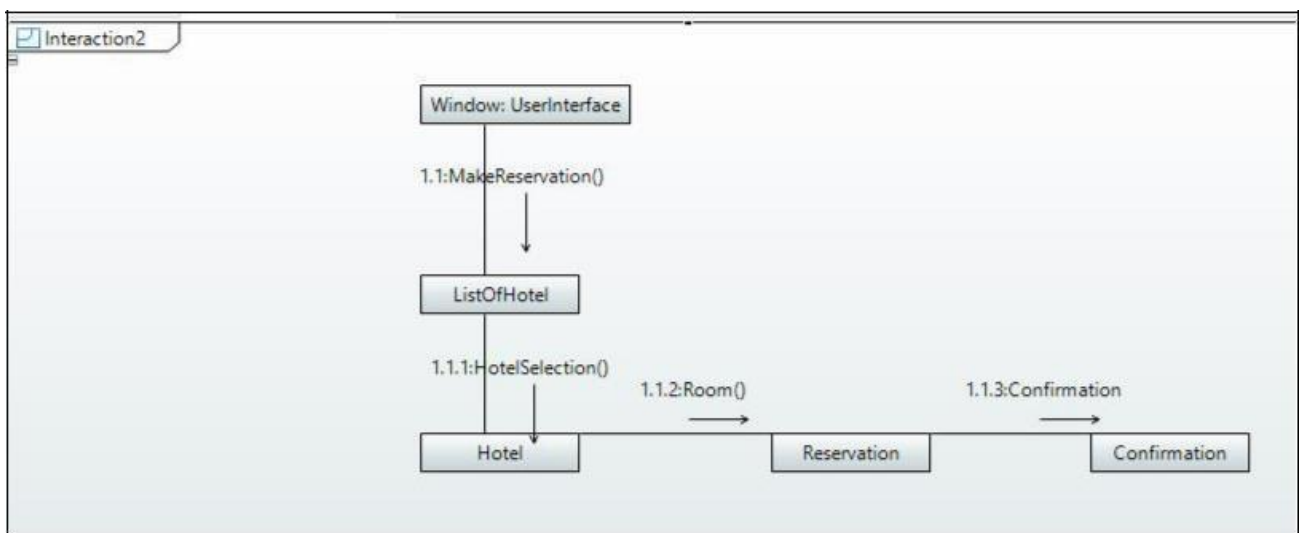 Interaction2
Window: UserInterface
1.1:MakeReservation()
ListOfHotel
1.1.1:HotelSelection()
1.1.2:Room()
1.1.3:Confirmation
Hotel
Reservation
Confirmation